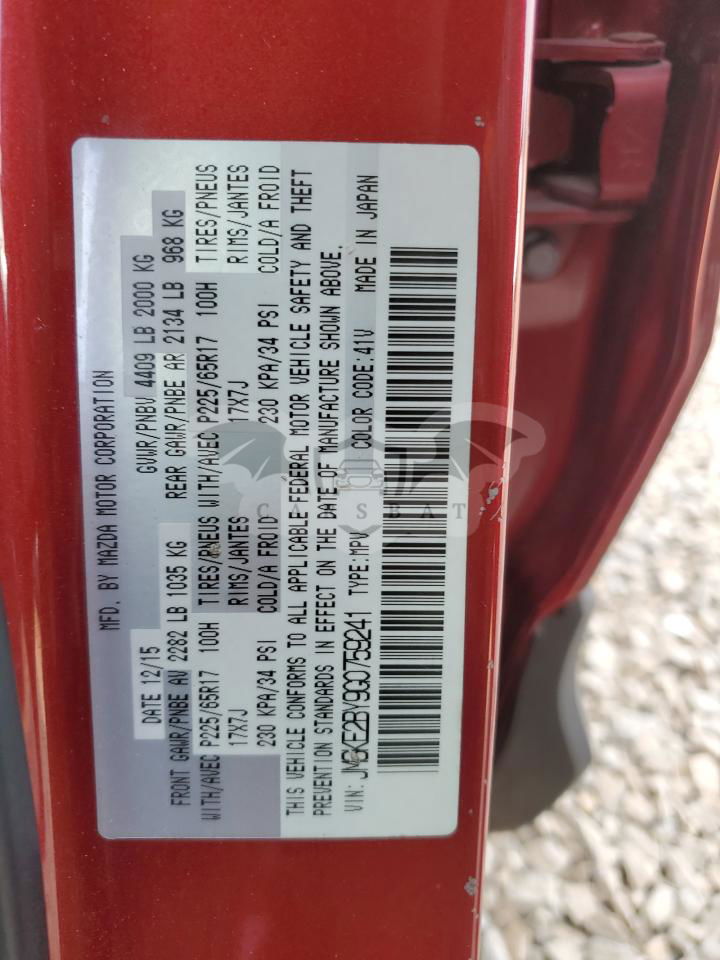 MFD. BY MAZDA MOTOR CORPORATION
DATE 12/15 GVWR/PNBV 4409 LB 2000 KG
FRONT GAWR/PNBE AV 2282 LB 1035 KG REAR GAWR/PNBE AR 2134 LB 968 KG
WITH/AVEC P225/65R17 100H TIRES/PNEUS WITH/AVEC P225/65R17 100H TIRES/PNEUS
17X7J RIMS/JANTES 17X7J RIMS/JANTES
230 KPA/34 PSI COLD/A FROID 230 KPA/34 PSI COLD/A FROID
THIS VEHICLE CONFORMS TO ALL APPLICABLE FEDERAL MOTOR VEHICLE SAFETY AND THEFT
PREVENTION STANDARDS IN EFFECT ON THE DATE OF MANUFACTURE SHOWN ABOVE.
VIN: JM3KE2BY9G0759241 TYPE:MPV COLOR CODE:41V MADE IN JAPAN